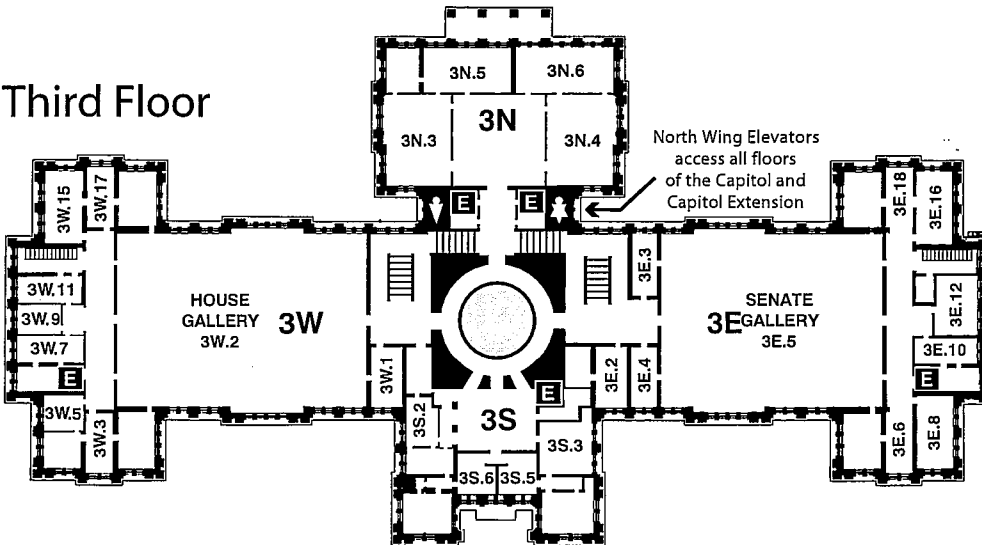 Third Floor
3N.5
3N.6
3N.3
3N
3N.4
North Wing Elevators
access all floors
of the Capitol and
Capitol Extension
E
E
3W.15
3W.17
3W.11
3W.9
3W.7
E
3W.5
3W.3
HOUSE
GALLERY
3W.2
3W
3W.1
3S.2
3S
E
3S.3
3S.6
3S.5
3E.3
3E.2
3E.4
3E
SENATE
GALLERY
3E.5
3E.18
3E.16
3E.12
3E.10
E
3E.6
3E.8